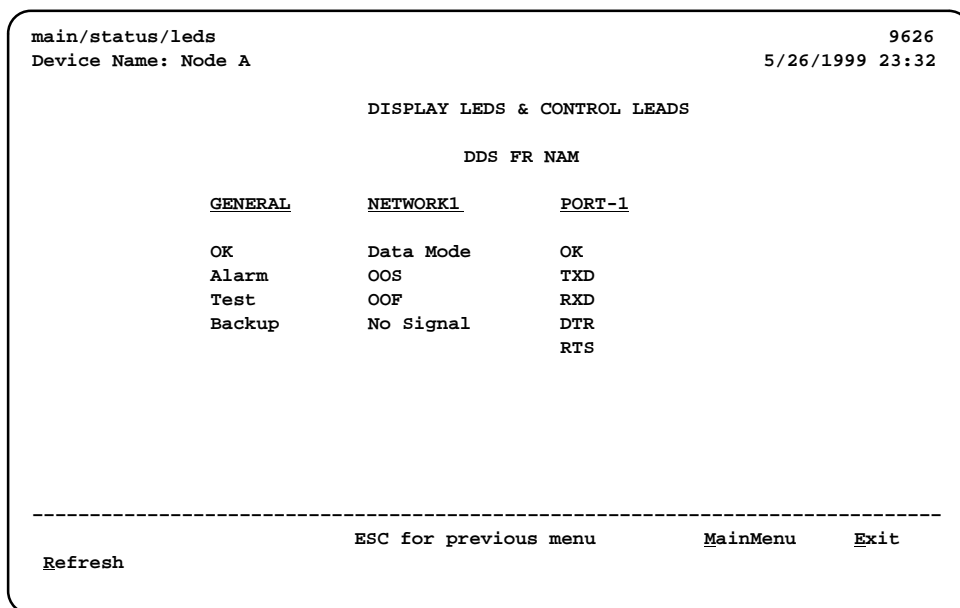 main/status/leds 9626
Device Name: Node A 5/26/1999 23:32
DISPLAY LEDS & CONTROL LEADS
DDS FR NAM
GENERAL NETWORK1 PORT-1
OK Data Mode OK
Alarm OOS TXD
Test OOF RXD
Backup No Signal DTR
RTS
--------------------------------------------------------------------------------
ESC for previous menu MainMenu Exit
Refresh